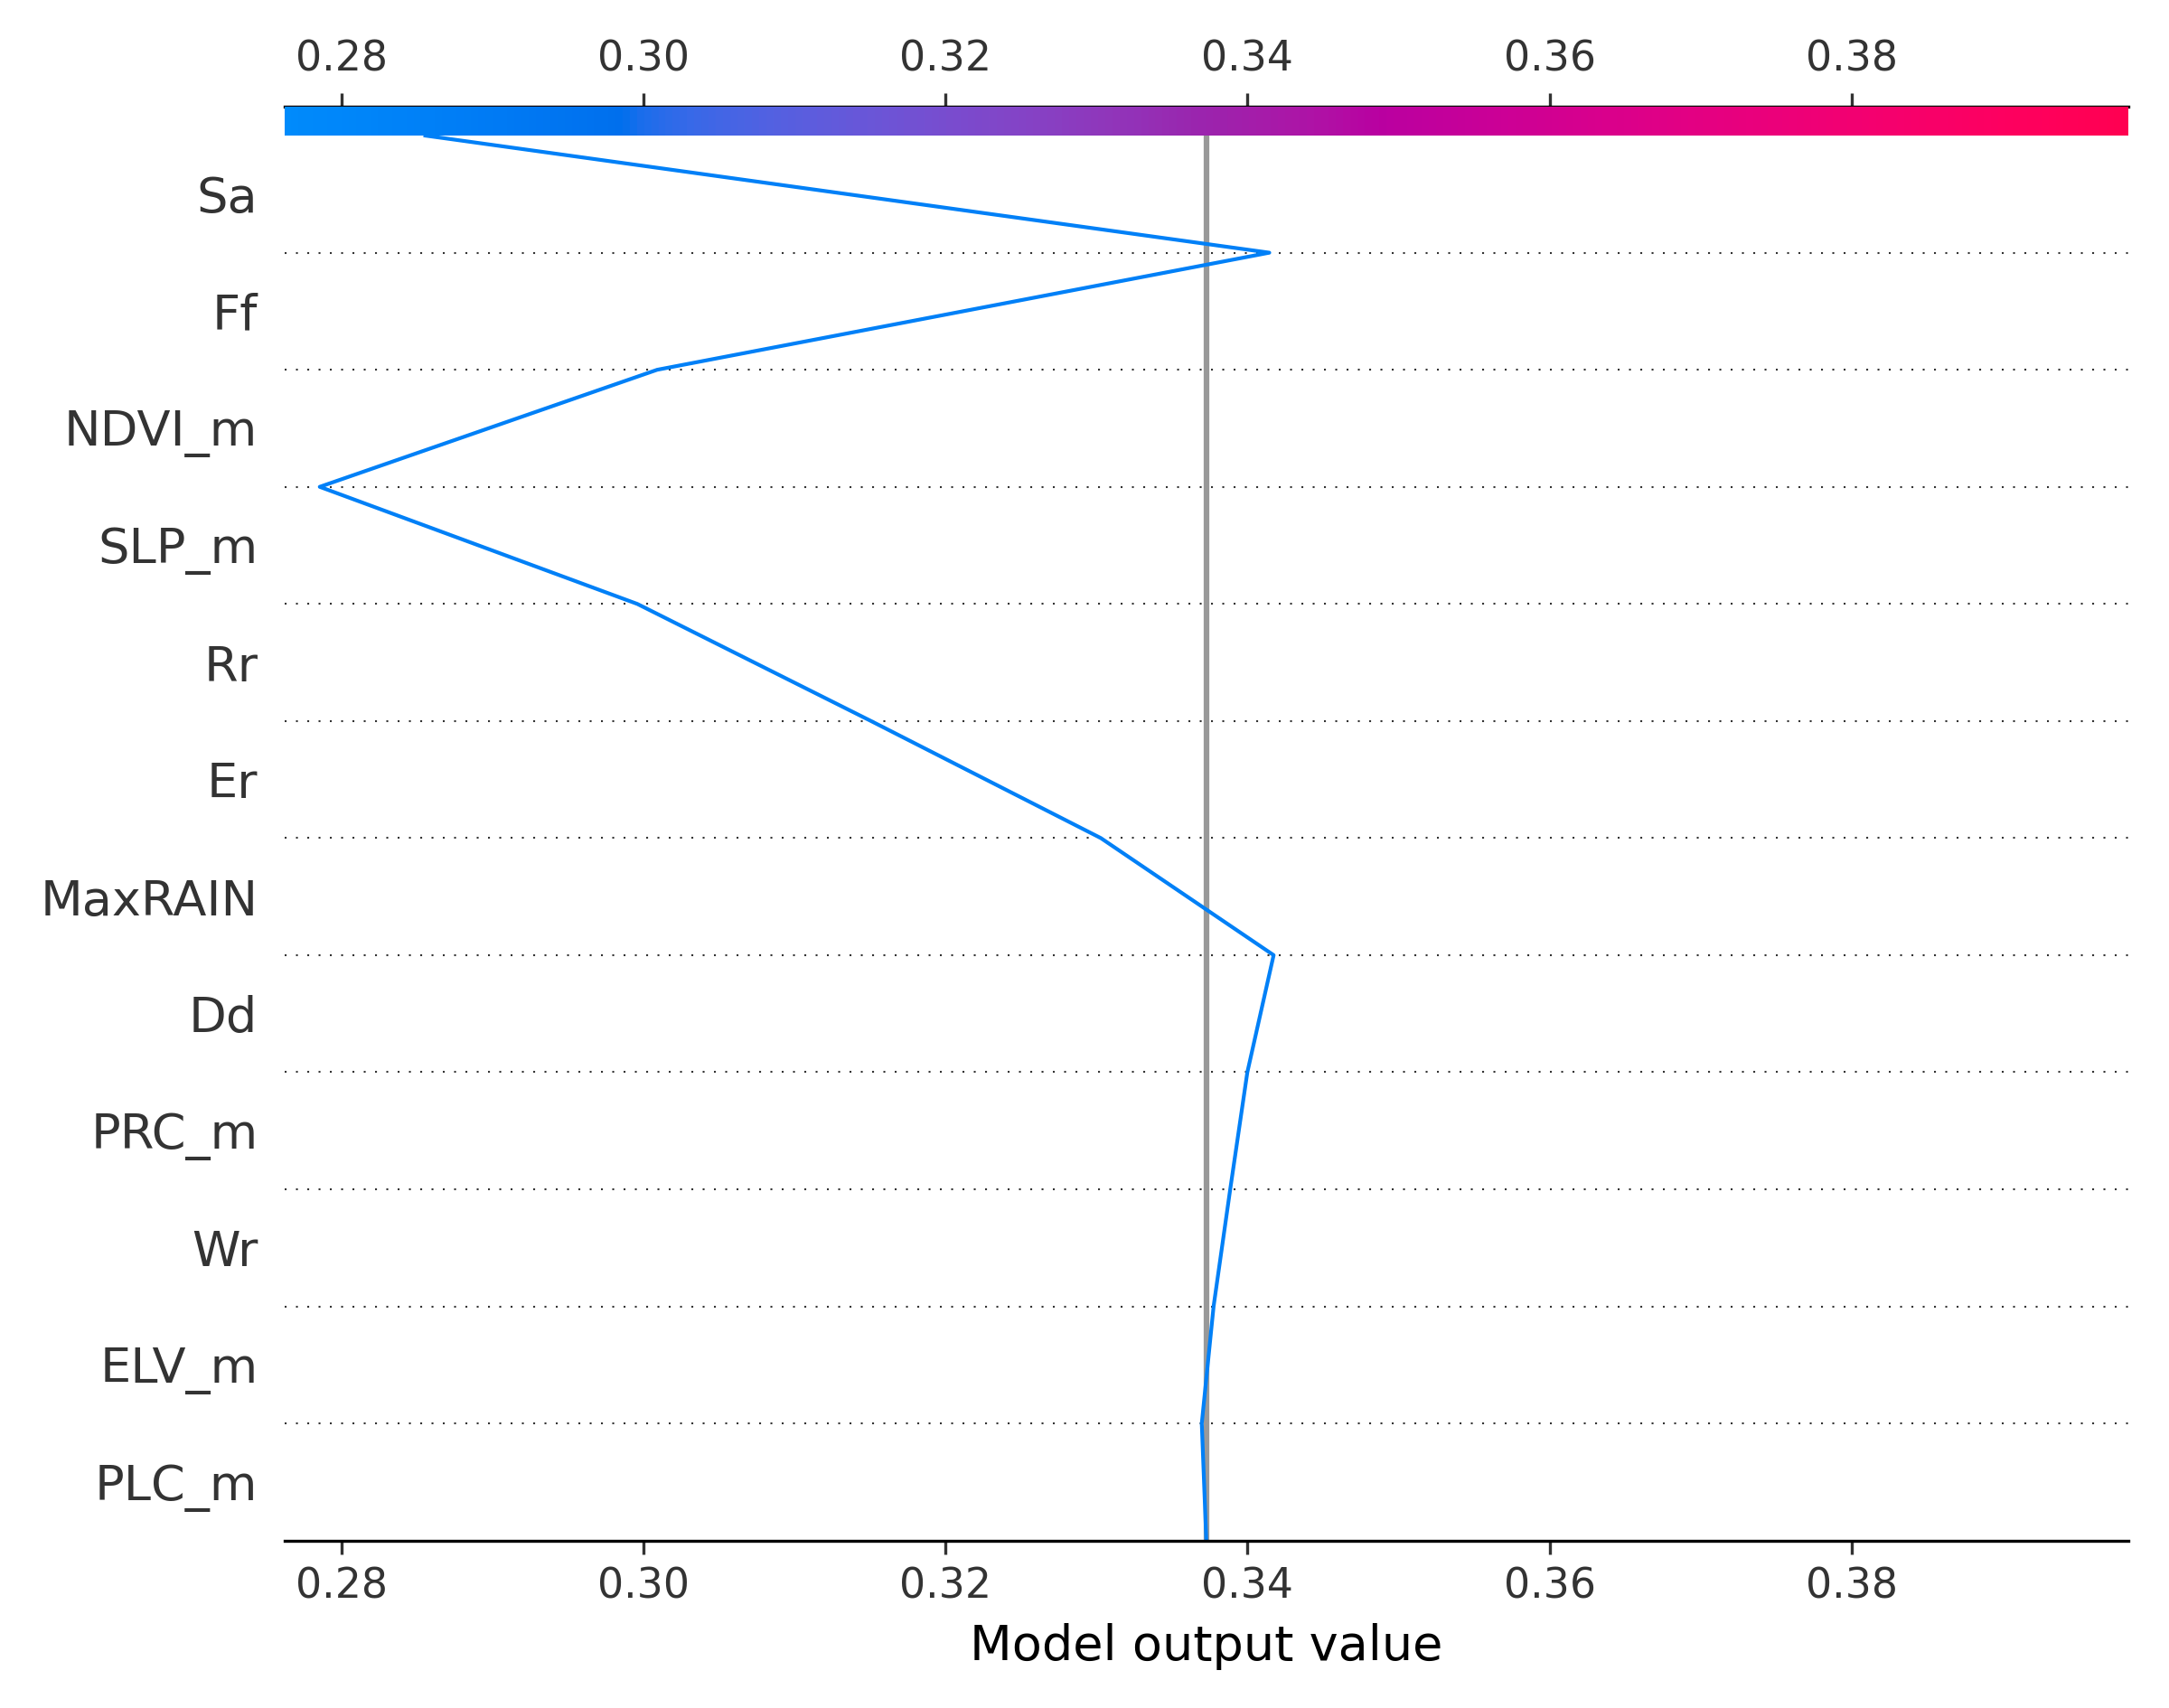 0.28 0.30 0.32 0.34 0.36 0.38
Sa
Ff
NDVI_m
SLP_m
Rr
Er
MaxRAIN
Dd
PRC_m
Wr
ELV_m
PLC_m
0.28 0.30 0.32 0.34 0.36 0.38
Model output value